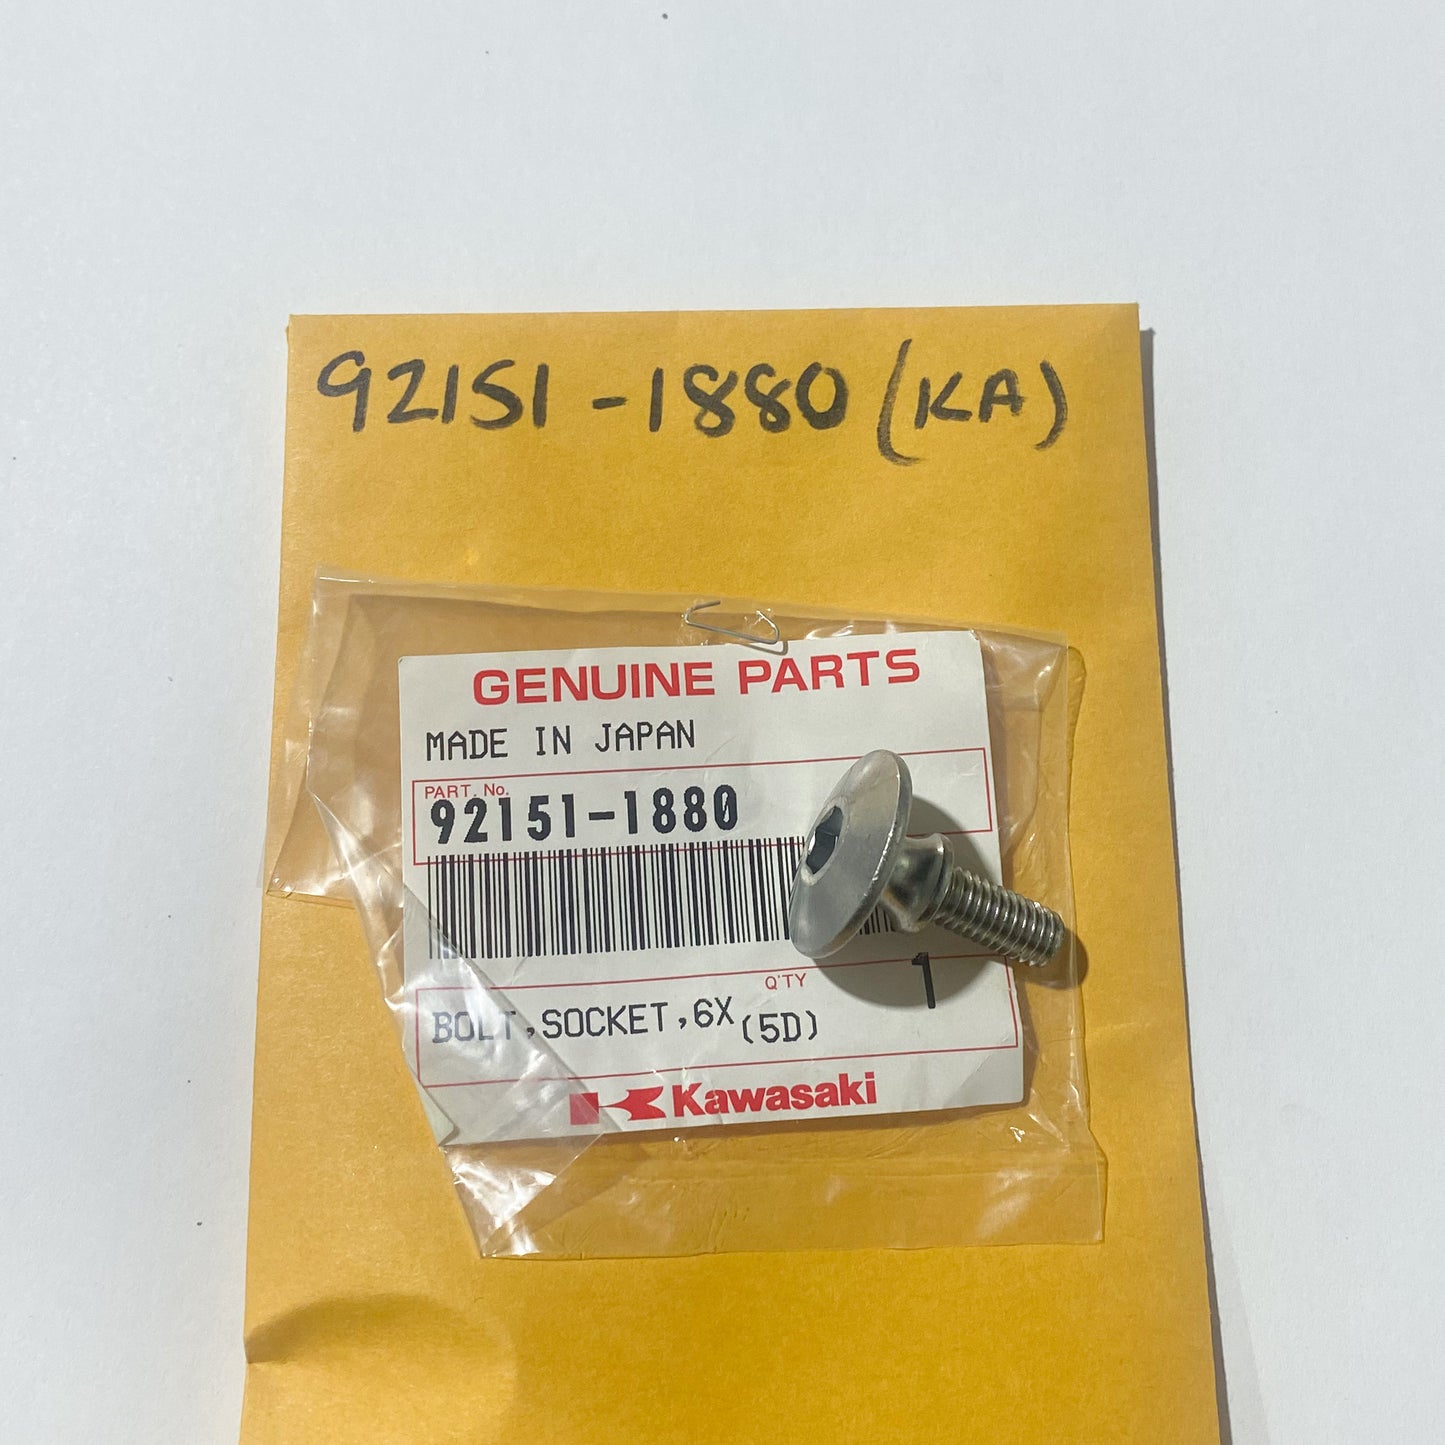 92151-1880 (KA)
GENUINE PARTS
MADE IN JAPAN
PART. No.
92151-1880
Q'TY
1
BOLT,SOCKET,6X (5D)
Kawasaki